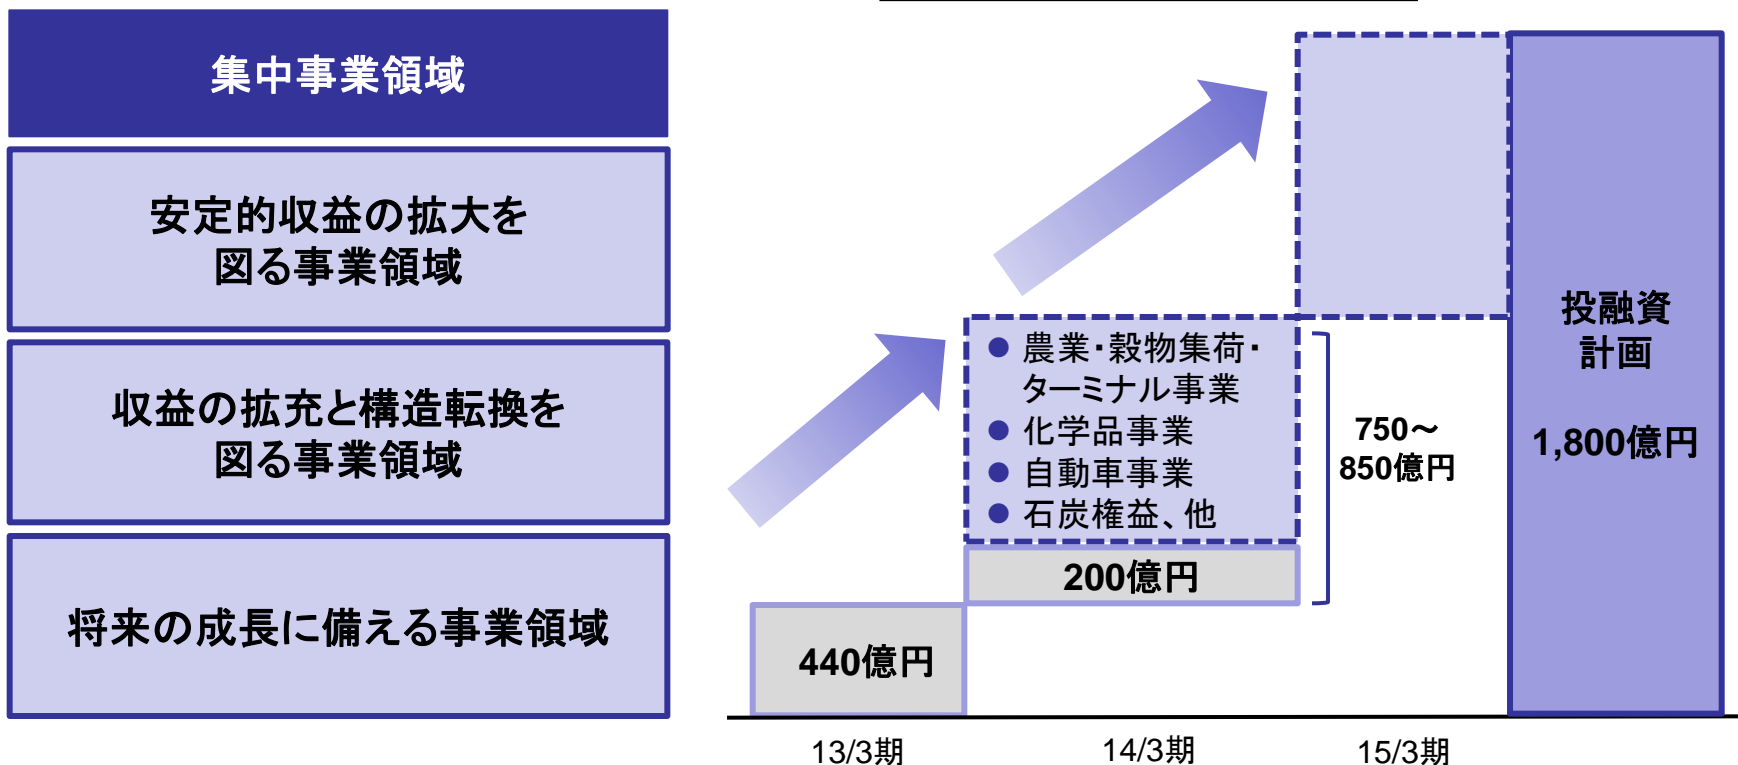 集中事業領域
安定的収益の拡大を
図る事業領域
収益の拡充と構造転換を
図る事業領域
将来の成長に備える事業領域
● 農業・穀物集荷・
ターミナル事業
● 化学品事業
● 自動車事業
● 石炭権益、他
200億円
440億円
750～
850億円
投融資
計画
1,800億円
13/3期
14/3期
15/3期